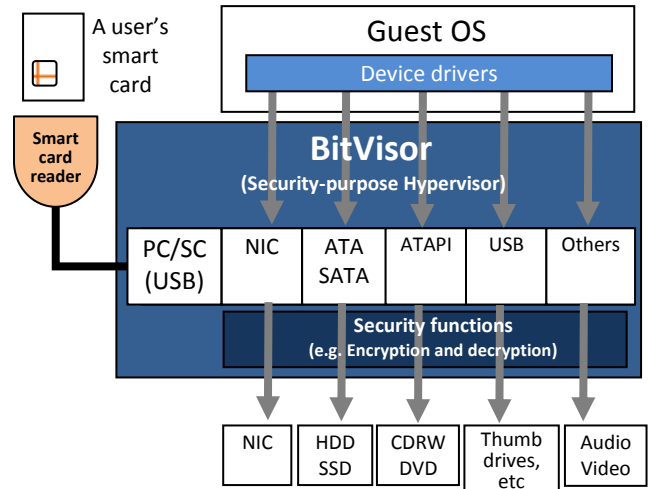 A user's
smart
card
Guest OS
Device drivers
Smart
card
reader
BitVisor
(Security-purpose Hypervisor)
PC/SC
(USB)
NIC
ATA
SATA
ATAPI
USB
Others
Security functions
(e.g. Encryption and decryption)
NIC
HDD
SSD
CDRW
DVD
Thumb
drives,
etc
Audio
Video